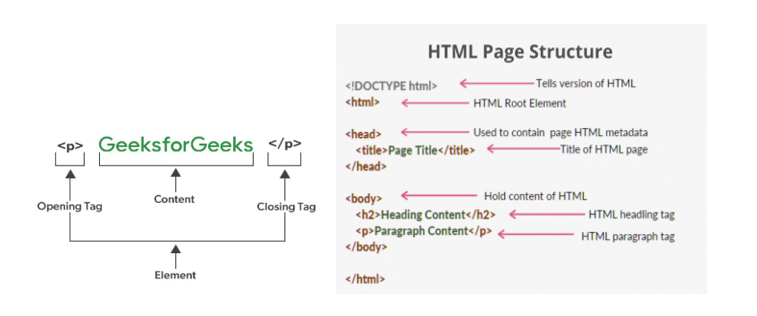 <p> GeeksforGeeks </p>
Opening Tag
Content
Closing Tag
Element
HTML Page Structure
<!DOCTYPE html> Tells version of HTML
<html> HTML Root Element
<head> Used to contain page HTML metadata
<title>Page Title</title> Title of HTML page
</head>
<body> Hold content of HTML
<h2>Heading Content</h2> HTML headling tag
<p>Paragraph Content</p> HTML paragraph tag
</body>
</html>